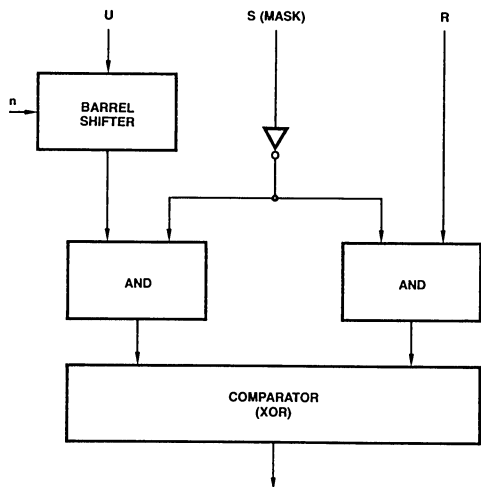 U
S (MASK)
R
n
BARREL
SHIFTER
AND
AND
COMPARATOR
(XOR)